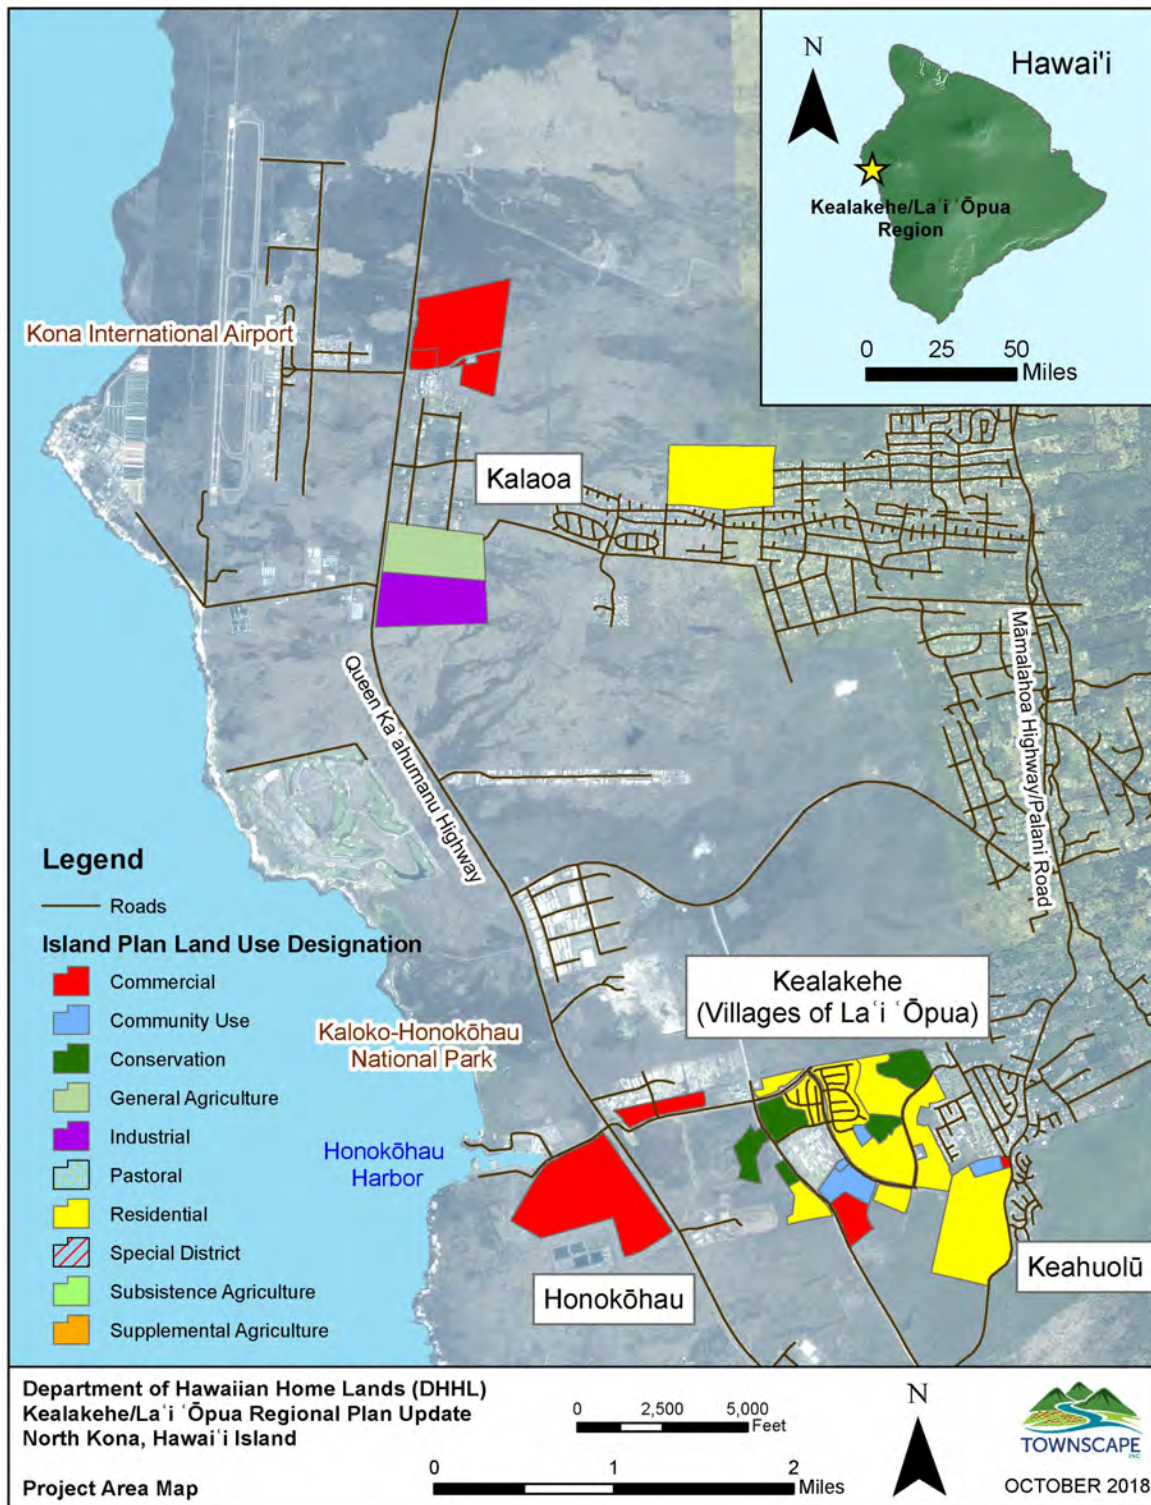 N
Hawai'i
Kealakehe/Laʻi ʻŌpua
Region
0 25 50
Miles
Kona International Airport
Kalaoa
Queen Kaʻahumanu Highway
Māmalahoa Highway/Palani Road
Legend
Roads
Island Plan Land Use Designation
Commercial
Community Use
Conservation
General Agriculture
Industrial
Pastoral
Residential
Special District
Subsistence Agriculture
Supplemental Agriculture
Kealakehe
(Villages of Laʻi ʻŌpua)
Kaloko-Honokōhau
National Park
Honokōhau
Harbor
Honokōhau
Keahuolū
Department of Hawaiian Home Lands (DHHL)
Kealakehe/Laʻi ʻŌpua Regional Plan Update
North Kona, Hawaiʻi Island
Project Area Map
0 2,500 5,000
Feet
0 1 2
Miles
N
TOWNSCAPE
INC
OCTOBER 2018